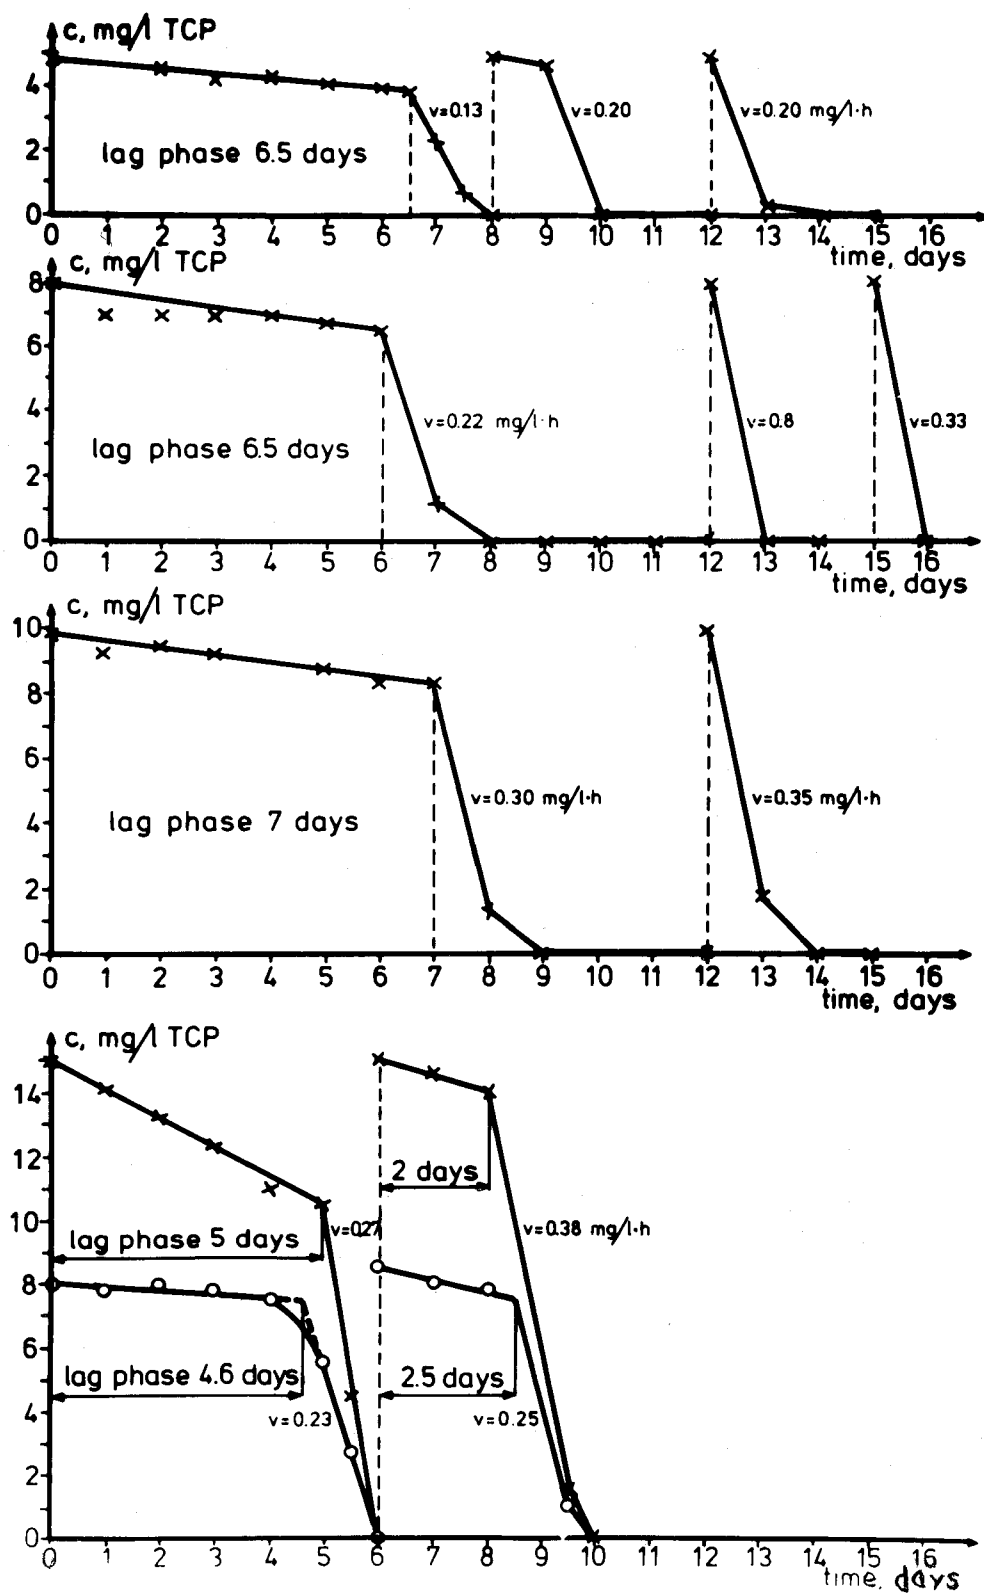 c, mg/l TCP
4
2
0
v=0.13
v=0.20
v=0.20 mg/l·h
lag phase 6.5 days
0 1 2 3 4 5 6 7 8 9 10 11 12 13 14 15 16
time, days
c, mg/l TCP
8
6
4
2
0
v=0.22 mg/l·h
v=0.8
v=0.33
lag phase 6.5 days
0 1 2 3 4 5 6 7 8 9 10 11 12 13 14 15 16
time, days
c, mg/l TCP
10
8
6
4
2
0
v=0.30 mg/l·h
v=0.35 mg/l·h
lag phase 7 days
0 1 2 3 4 5 6 7 8 9 10 11 12 13 14 15 16
time, days
c, mg/l TCP
14
12
10
8
6
4
2
0
2 days
v=0.27
v=0.38 mg/l·h
lag phase 5 days
lag phase 4.6 days
2.5 days
v=0.23
v=0.25
0 1 2 3 4 5 6 7 8 9 10 11 12 13 14 15 16
time, days